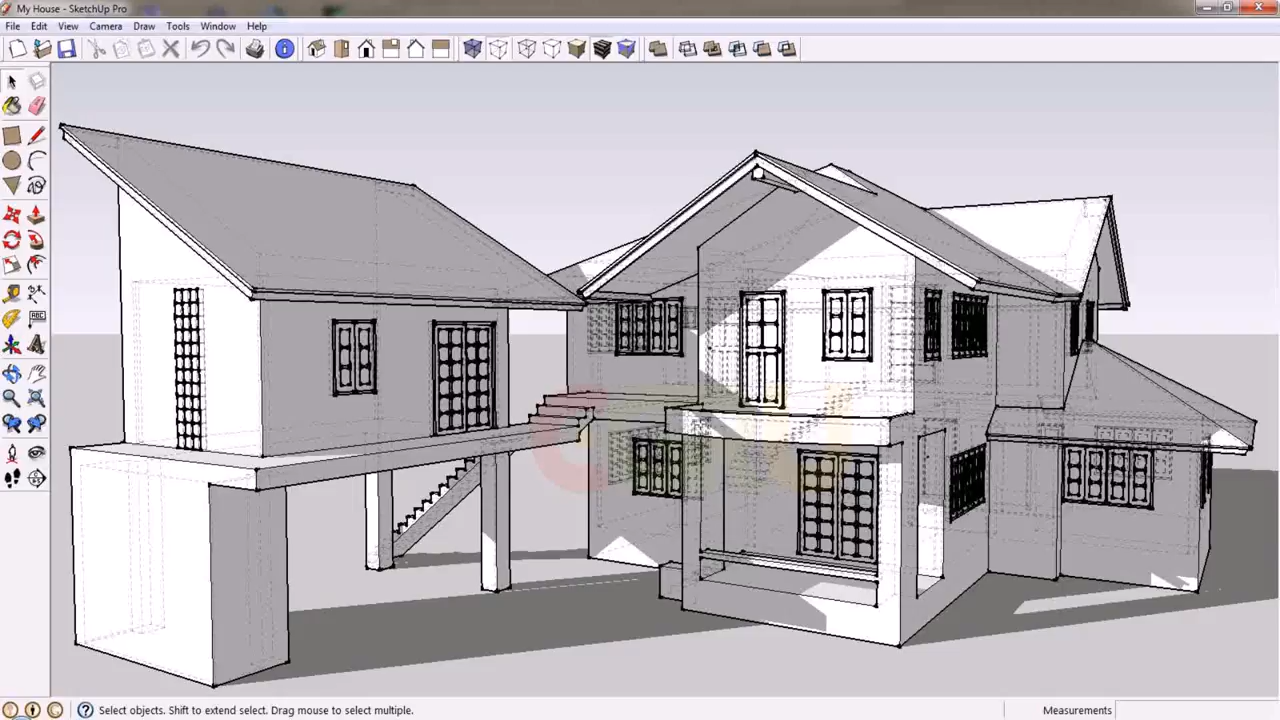 My House - SketchUp Pro
File Edit View Camera Draw Tools Window Help
ABC
Select objects. Shift to extend select. Drag mouse to select multiple.
Measurements